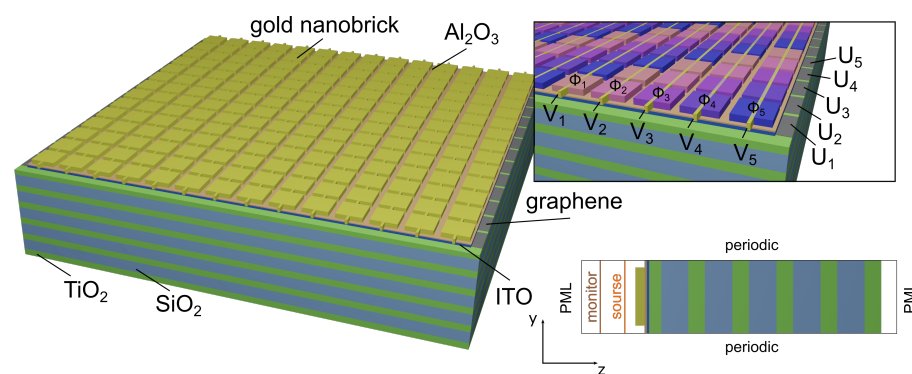 gold nanobrick
Al₂O₃
graphene
ITO
TiO₂
SiO₂
Φ₁
Φ₂
Φ₃
Φ₄
Φ₅
V₁
V₂
V₃
V₄
V₅
U₅
U₄
U₃
U₂
U₁
periodic
PML
monitor
sourse
PML
periodic
y
z